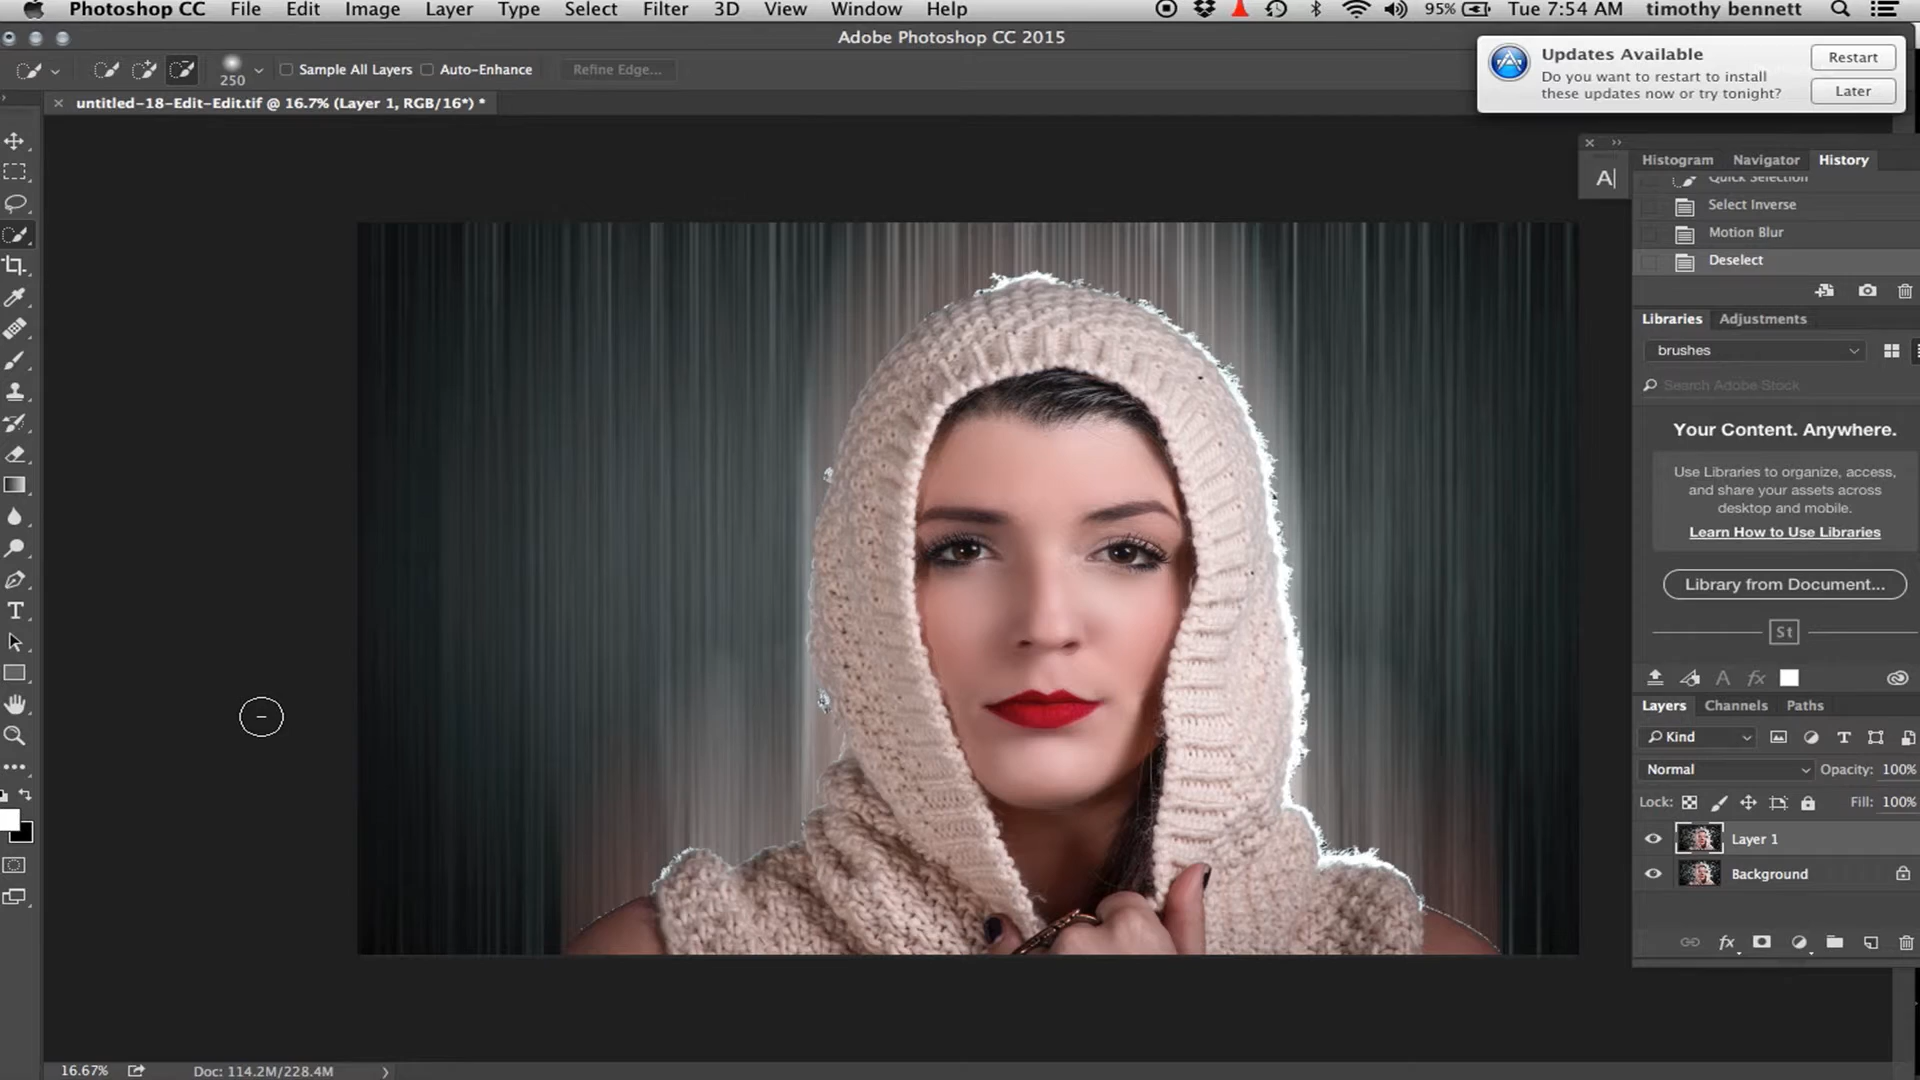 Photoshop CC File Edit Image Layer Type Select Filter 3D View Window Help 95% Tue 7:54 AM timothy bennett
Adobe Photoshop CC 2015
Updates Available
Do you want to restart to install
these updates now or try tonight?
Restart
Later
250 Sample All Layers Auto-Enhance Refine Edge...
untitled-18-Edit-Edit.tif @ 16.7% (Layer 1, RGB/16*) *
Histogram Navigator History
A|
Quick Selection
Select Inverse
Motion Blur
Deselect
Libraries Adjustments
brushes
Search Adobe Stock
Your Content. Anywhere.
Use Libraries to organize, access,
and share your assets across
desktop and mobile.
Learn How to Use Libraries
Library from Document...
St
A fx
Layers Channels Paths
Kind T
Normal Opacity: 100%
Lock: Fill: 100%
Layer 1
Background
fx
T
16.67% Doc: 114.2M/228.4M